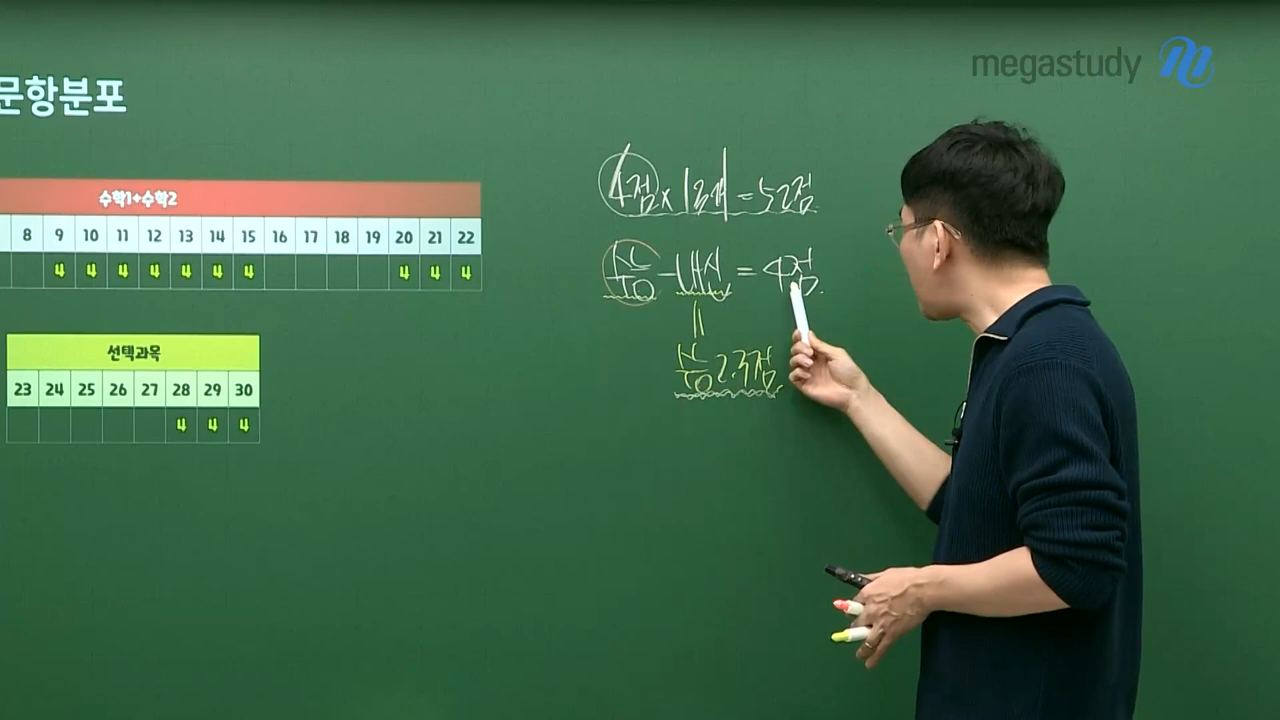 megastudy
문항분포
수학1+수학2
8 9 10 11 12 13 14 15 16 17 18 19 20 21 22
4 4 4 4 4 4 4 4 4 4
선택과목
23 24 25 26 27 28 29 30
4 4 4
4점 × 13개 = 52점
수능 - 내신 = 4점.
=
수능 2.3점.